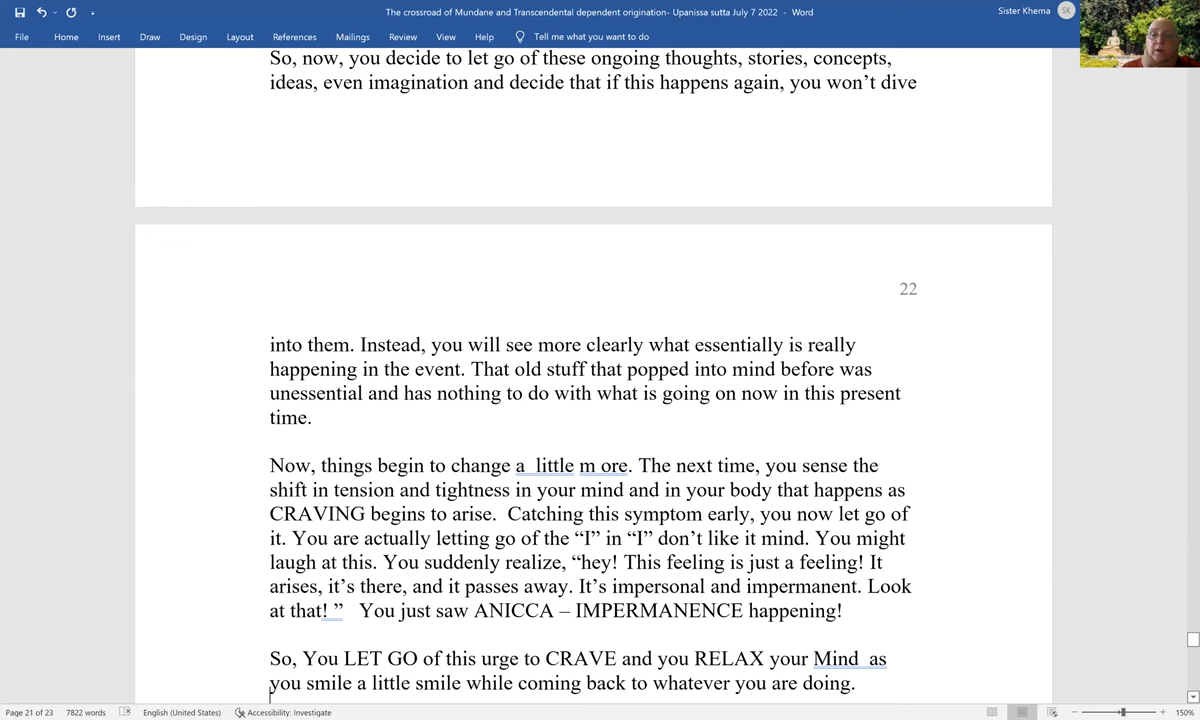 The crossroad of Mundane and Transcendental dependent origination- Upanissa sutta July 7 2022 - Word
Sister Khema
SK
File Home Insert Draw Design Layout References Mailings Review View Help Tell me what you want to do
So, now, you decide to let go of these ongoing thoughts, stories, concepts,
ideas, even imagination and decide that if this happens again, you won’t dive
22
into them. Instead, you will see more clearly what essentially is really
happening in the event. That old stuff that popped into mind before was
unessential and has nothing to do with what is going on now in this present
time.
Now, things begin to change a  little m ore. The next time, you sense the
shift in tension and tightness in your mind and in your body that happens as
CRAVING begins to arise.  Catching this symptom early, you now let go of
it. You are actually letting go of the “I” in “I” don’t like it mind. You might
laugh at this. You suddenly realize, “hey! This feeling is just a feeling! It
arises, it’s there, and it passes away. It’s impersonal and impermanent. Look
at that! ”   You just saw ANICCA – IMPERMANENCE happening!
So, You LET GO of this urge to CRAVE and you RELAX your Mind  as
you smile a little smile while coming back to whatever you are doing.
Page 21 of 23 7822 words English (United States) Accessibility: Investigate 150%